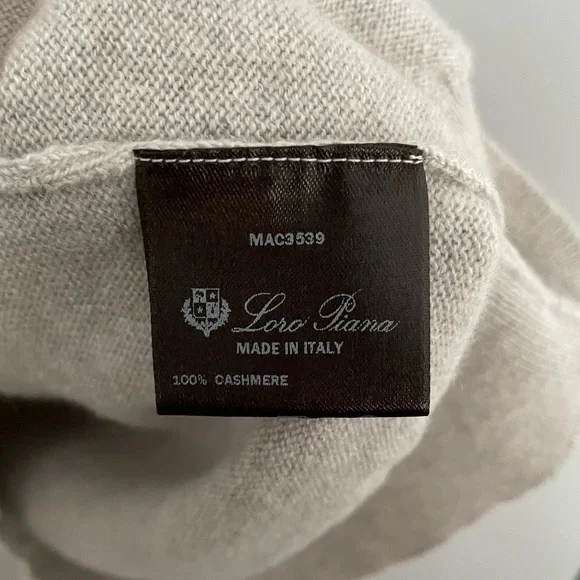 MAC3539
Loro Piana
MADE IN ITALY
100% CASHMERE